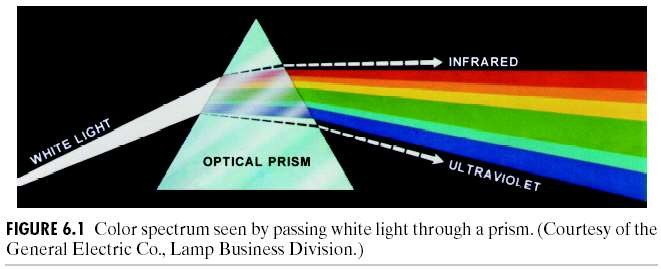 INFRARED
WHITE LIGHT
OPTICAL PRISM
ULTRAVIOLET
FIGURE 6.1 Color spectrum seen by passing white light through a prism. (Courtesy of the
General Electric Co., Lamp Business Division.)